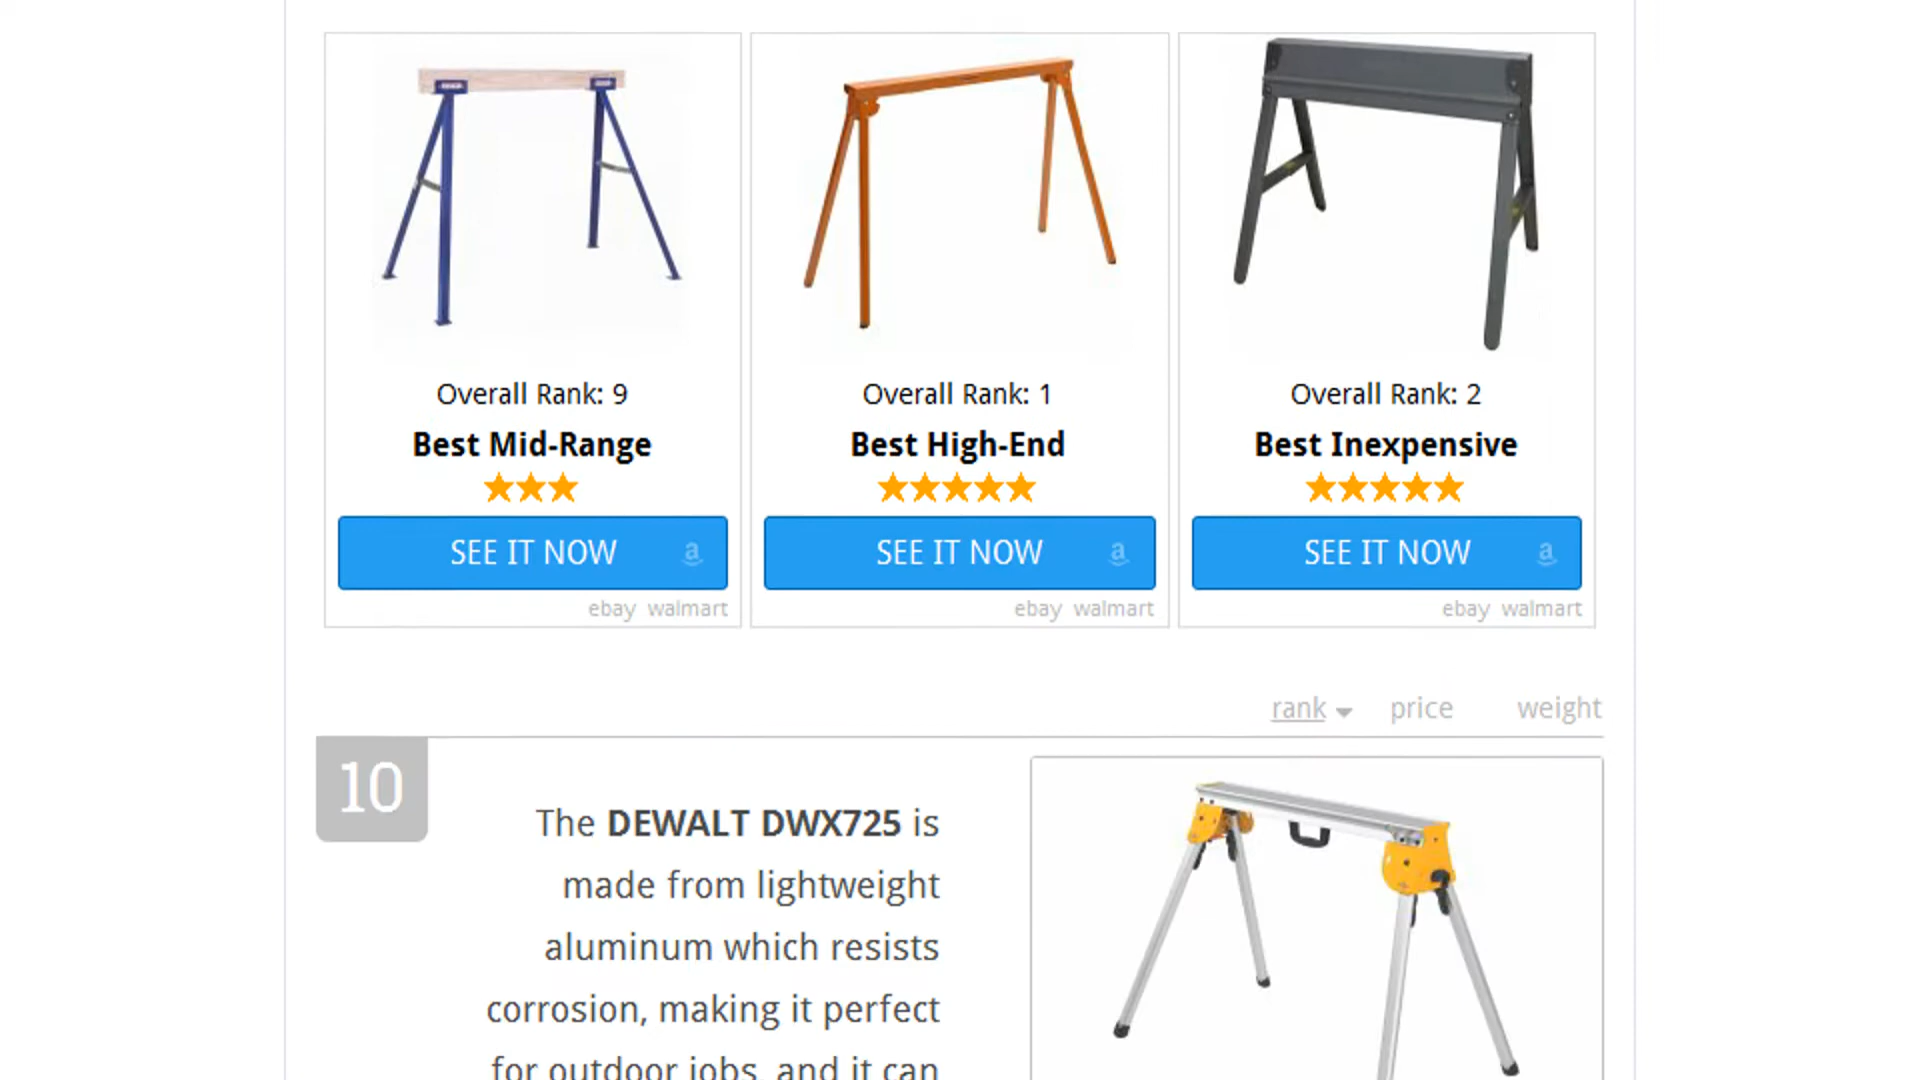 Overall Rank: 9
Best Mid-Range
SEE IT NOW
ebay walmart
Overall Rank: 1
Best High-End
SEE IT NOW
ebay walmart
Overall Rank: 2
Best Inexpensive
SEE IT NOW
ebay walmart
rank price weight
10
The DEWALT DWX725 is
made from lightweight
aluminum which resists
corrosion, making it perfect
for outdoor jobs, and it can